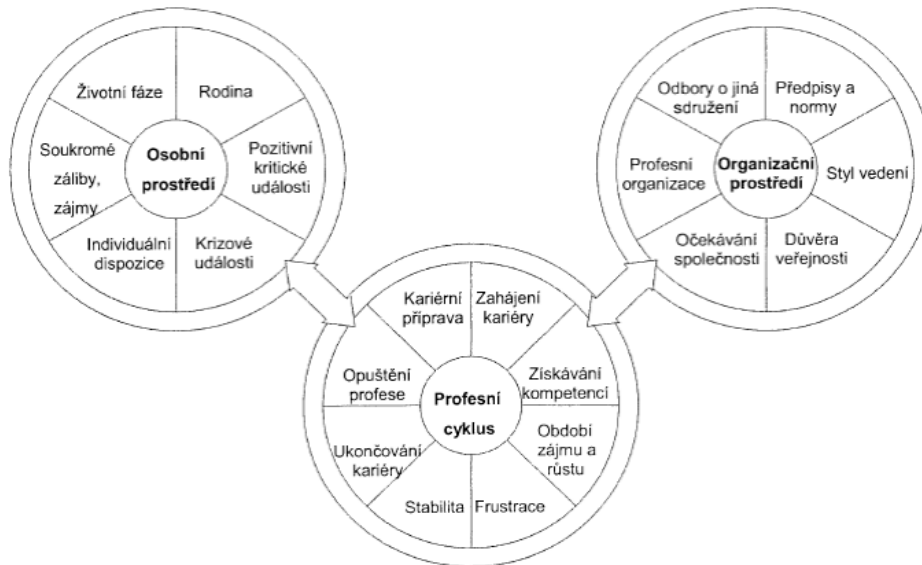 Životní fáze
Rodina
Soukromé
záliby,
zájmy
Osobní
prostředí
Pozitivní
kritické
události
Individuální
dispozice
Krizové
události
Odbory o jiná
sdružení
Předpisy a
normy
Profesní
organizace
Organizační
prostředí
Styl vedení
Očekávání
společnosti
Důvěra
veřejnosti
Kariérní
příprava
Zahájení
kariéry
Opuštění
profese
Profesní
cyklus
Získávání
kompetencí
Ukončování
kariéry
Období
zájmu a
růstu
Stabilita
Frustrace